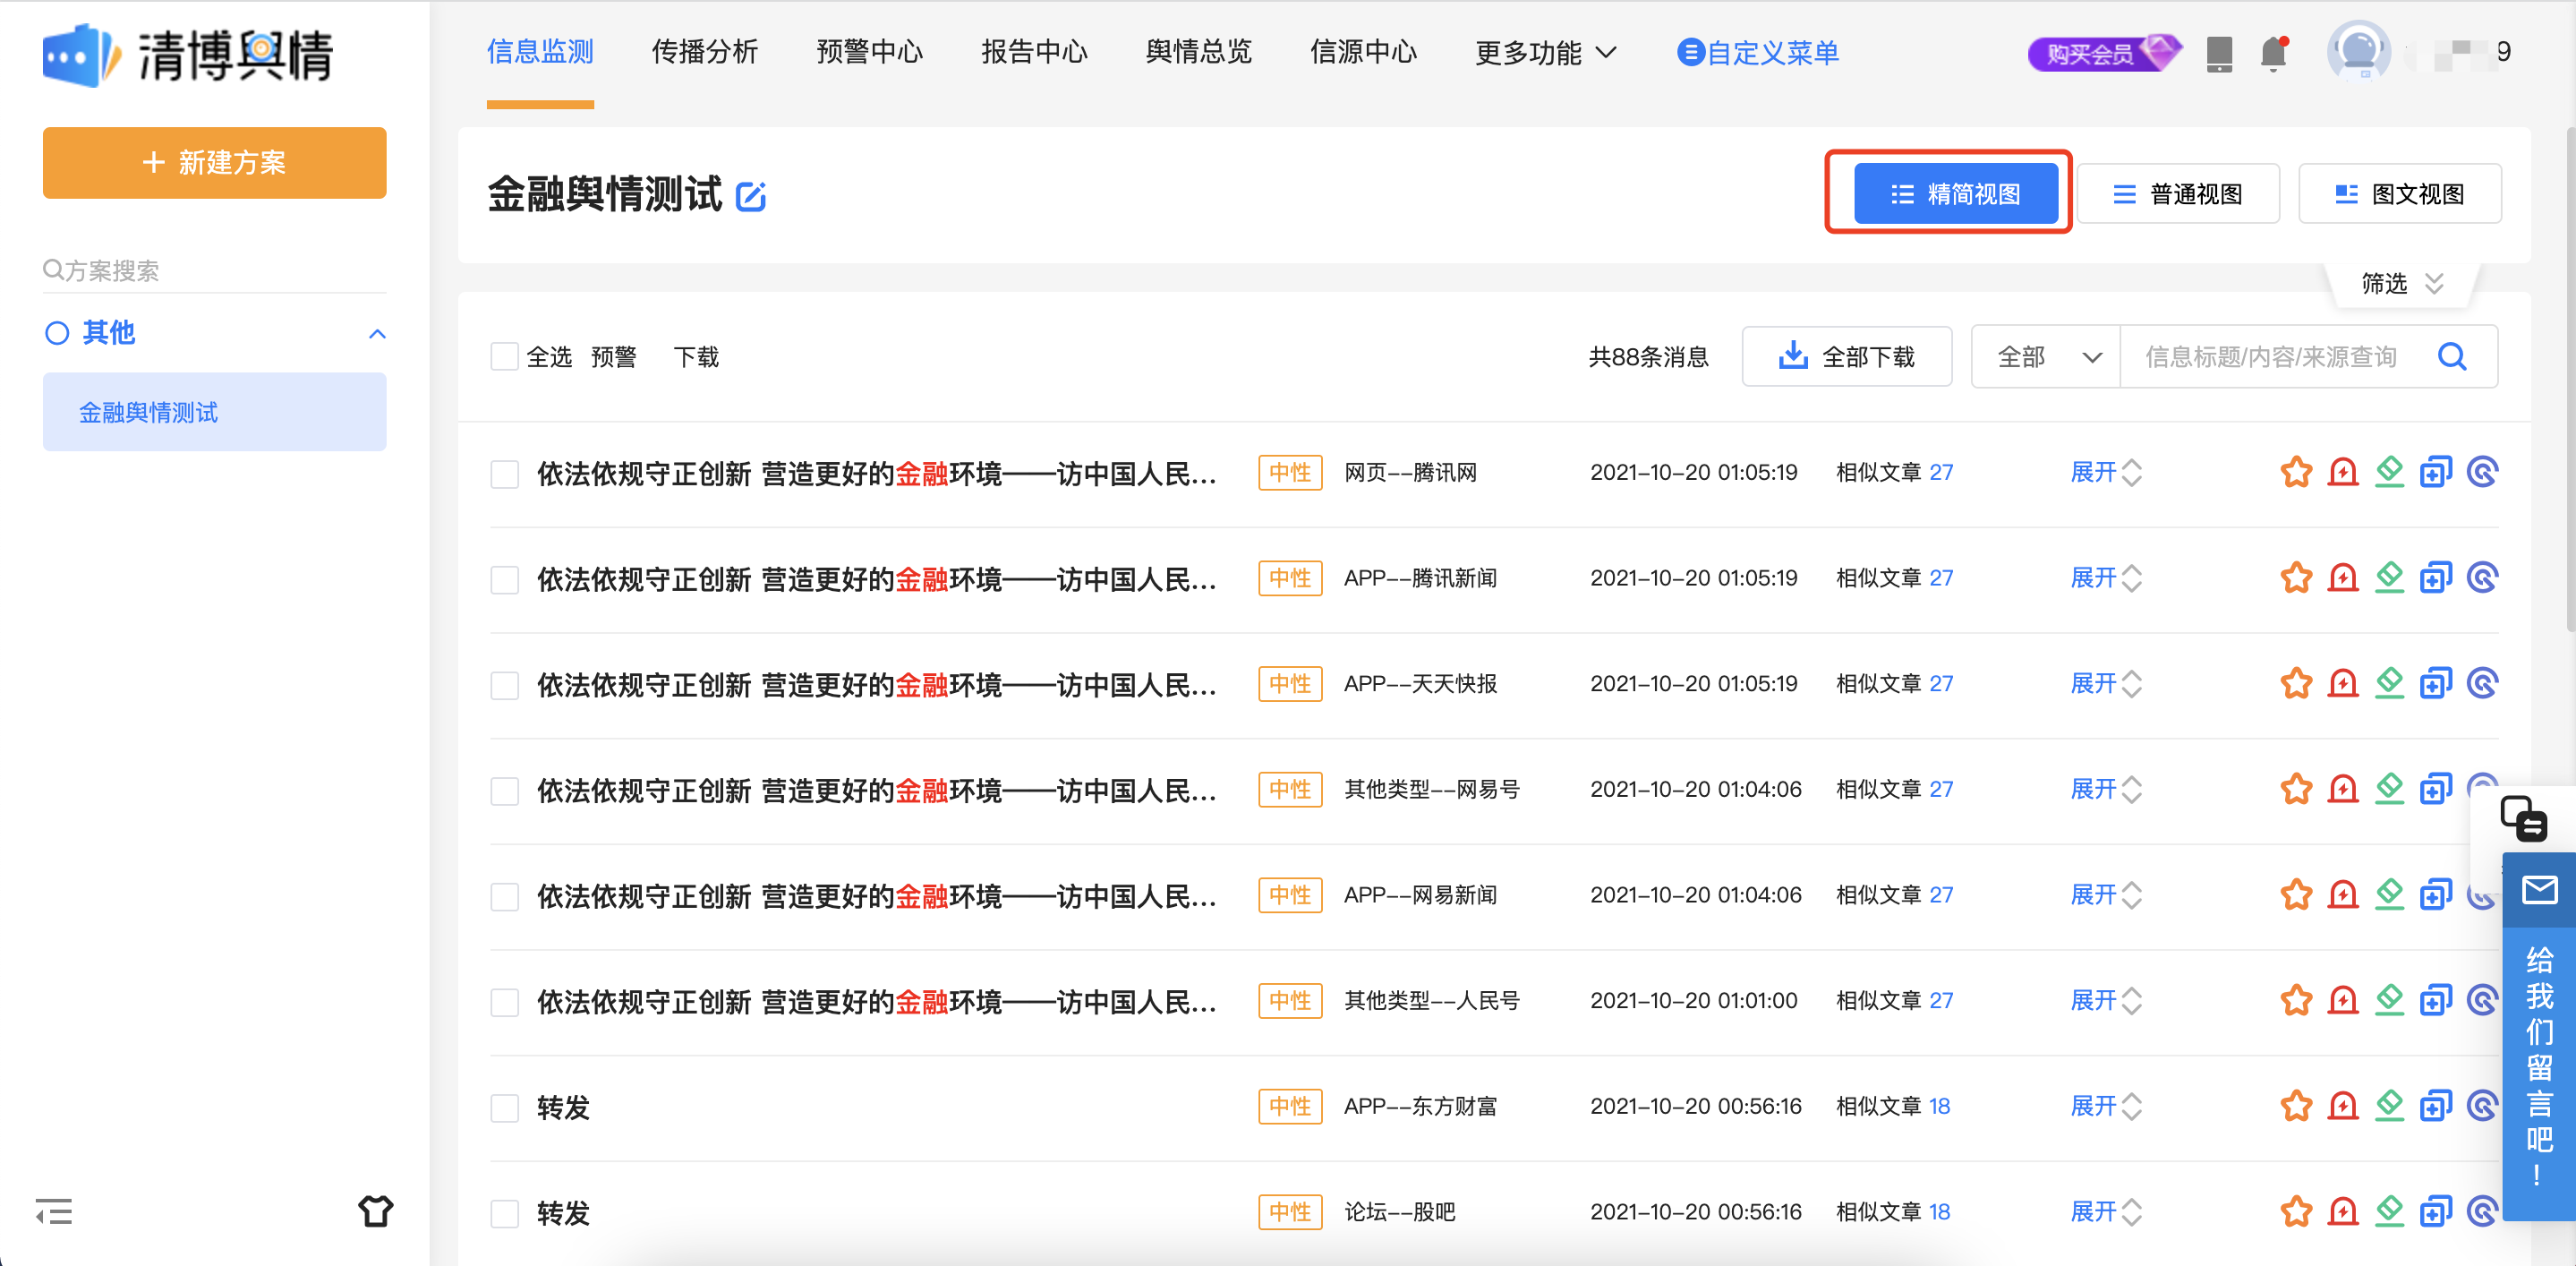 清博舆情
信息监测 传播分析 预警中心 报告中心 舆情总览 信源中心 更多功能 自定义菜单 购买会员 9
+ 新建方案
方案搜索
其他
金融舆情测试
金融舆情测试 精简视图 普通视图 图文视图
筛选
全选 预警 下载 共88条消息 全部下载 全部 信息标题/内容/来源查询
依法依规守正创新 营造更好的金融环境——访中国人民... 中性 网页--腾讯网 2021-10-20 01:05:19 相似文章 27 展开
依法依规守正创新 营造更好的金融环境——访中国人民... 中性 APP--腾讯新闻 2021-10-20 01:05:19 相似文章 27 展开
依法依规守正创新 营造更好的金融环境——访中国人民... 中性 APP--天天快报 2021-10-20 01:05:19 相似文章 27 展开
依法依规守正创新 营造更好的金融环境——访中国人民... 中性 其他类型--网易号 2021-10-20 01:04:06 相似文章 27 展开
依法依规守正创新 营造更好的金融环境——访中国人民... 中性 APP--网易新闻 2021-10-20 01:04:06 相似文章 27 展开
依法依规守正创新 营造更好的金融环境——访中国人民... 中性 其他类型--人民号 2021-10-20 01:01:00 相似文章 27 展开
转发 中性 APP--东方财富 2021-10-20 00:56:16 相似文章 18 展开
转发 中性 论坛--股吧 2021-10-20 00:56:16 相似文章 18 展开
给我们留言吧！